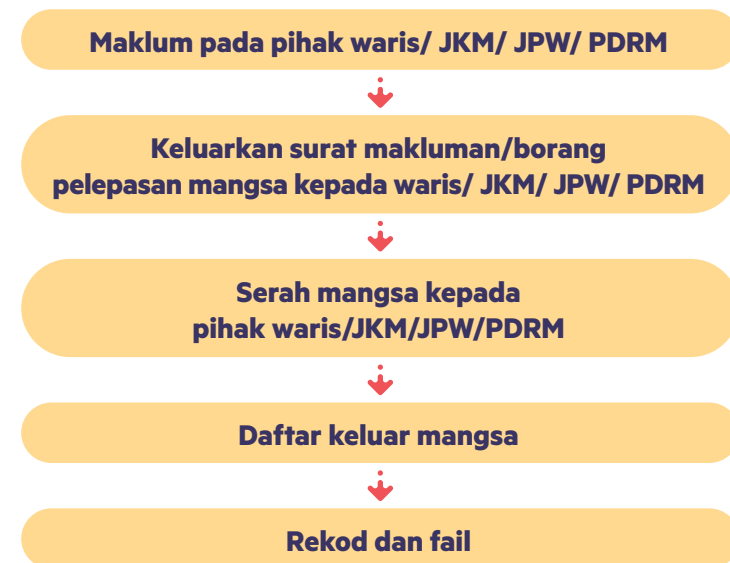 Maklum pada pihak waris/ JKM/ JPW/ PDRM
Keluarkan surat makluman/borang
pelepasan mangsa kepada waris/ JKM/ JPW/ PDRM
Serah mangsa kepada
pihak waris/JKM/JPW/PDRM
Daftar keluar mangsa
Rekod dan fail